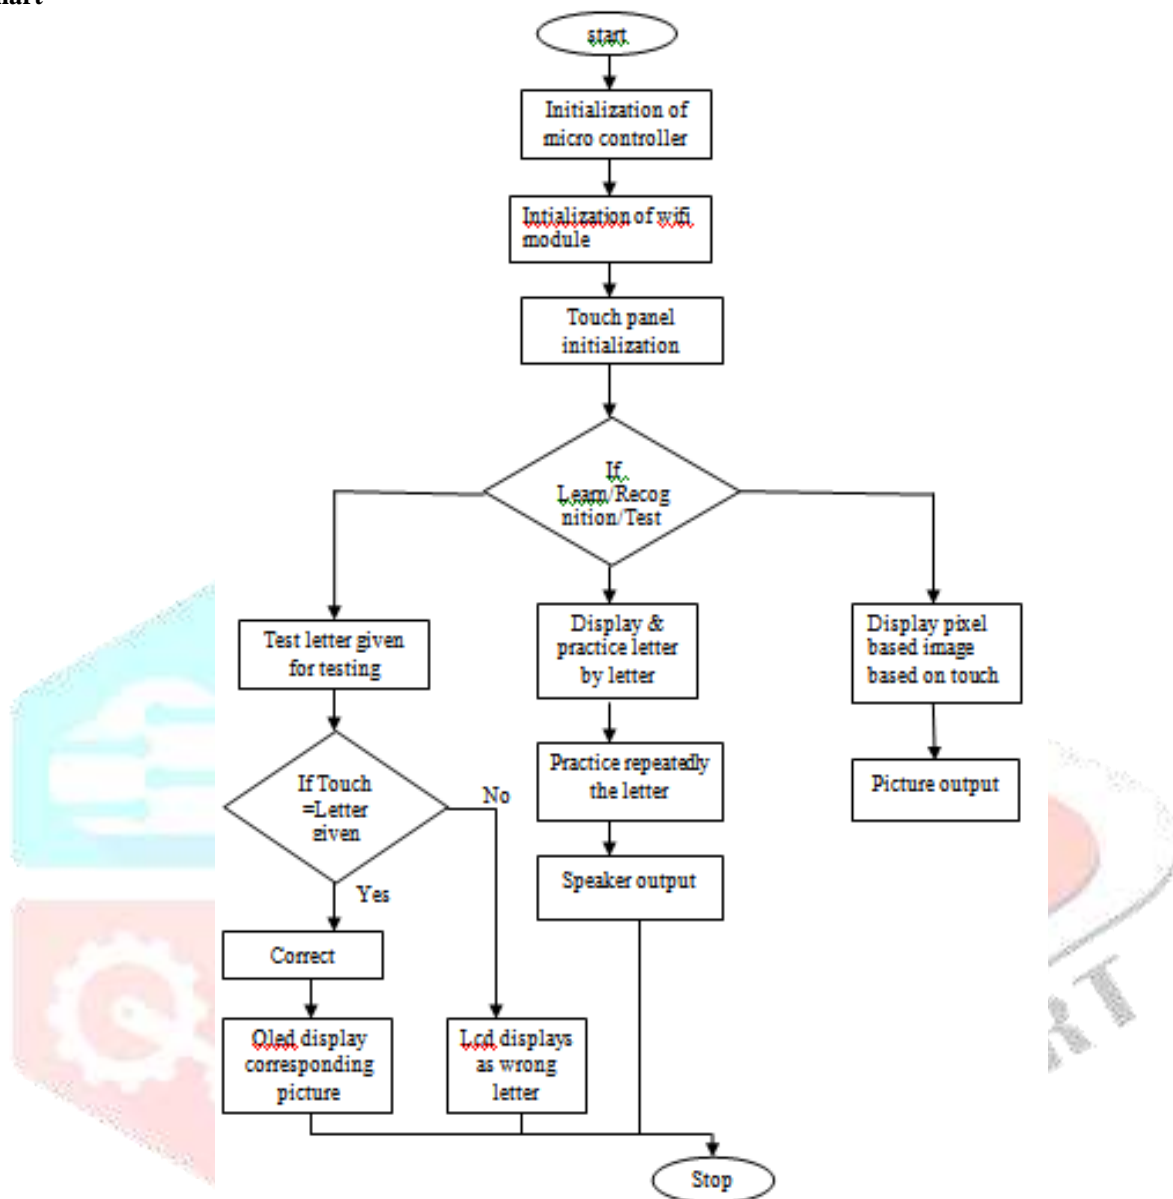 start
Initialization of
micro controller
Intialization of wifi
module
Touch panel
initialization
If
Learn/Recog
nition/Test
Test letter given
for testing
Display &
practice letter
by letter
Display pixel
based image
based on touch
If Touch
=Letter
given
No
Yes
Practice repeatedly
the letter
Picture output
Speaker output
Correct
Oled display
corresponding
picture
Lcd displays
as wrong
letter
Stop